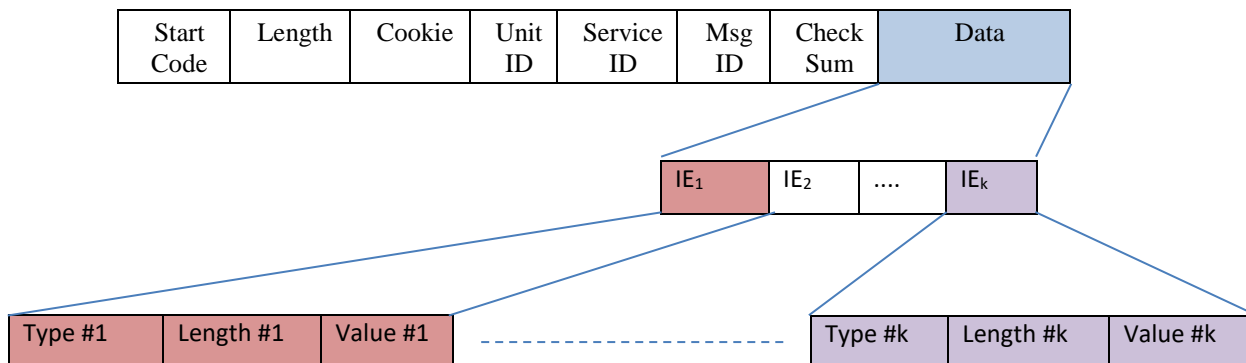 Start Code Length Cookie Unit ID Service ID Msg ID Check Sum Data
IE₁ IE₂ .... IEₖ
Type #1 Length #1 Value #1 Type #k Length #k Value #k